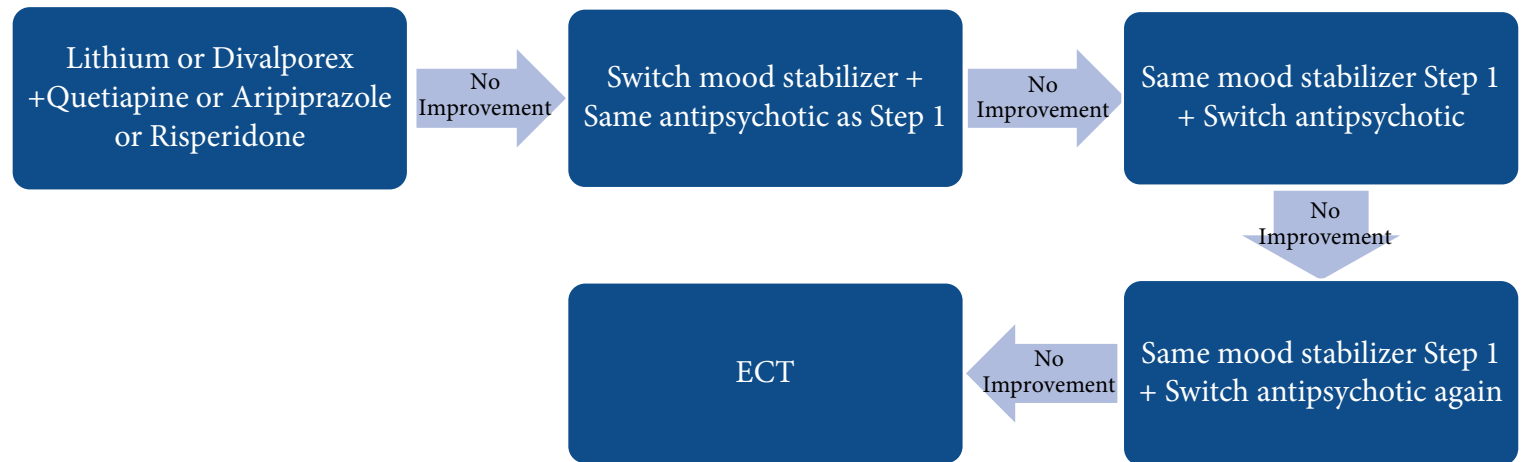 Lithium or Divalporex
+Quetiapine or Aripiprazole
or Risperidone
No
Improvement
Switch mood stabilizer +
Same antipsychotic as Step 1
No
Improvement
Same mood stabilizer Step 1
+ Switch antipsychotic
No
Improvement
Same mood stabilizer Step 1
+ Switch antipsychotic again
No
Improvement
ECT